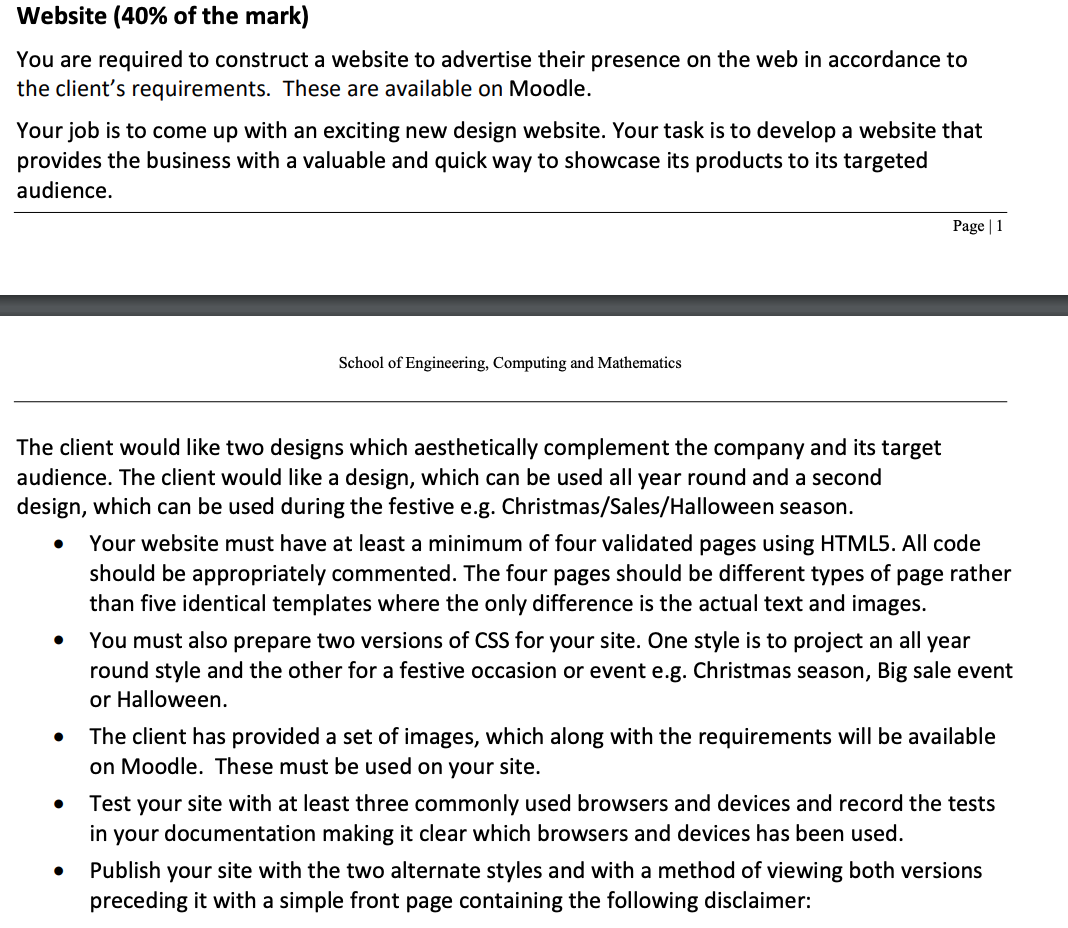 Website (40% of the mark)
You are required to construct a website to advertise their presence on the web in accordance to
the client’s requirements.  These are available on Moodle.
Your job is to come up with an exciting new design website. Your task is to develop a website that
provides the business with a valuable and quick way to showcase its products to its targeted
audience.
Page | 1
School of Engineering, Computing and Mathematics
The client would like two designs which aesthetically complement the company and its target
audience. The client would like a design, which can be used all year round and a second
design, which can be used during the festive e.g. Christmas/Sales/Halloween season.
• Your website must have at least a minimum of four validated pages using HTML5. All code
should be appropriately commented. The four pages should be different types of page rather
than five identical templates where the only difference is the actual text and images.
• You must also prepare two versions of CSS for your site. One style is to project an all year
round style and the other for a festive occasion or event e.g. Christmas season, Big sale event
or Halloween.
• The client has provided a set of images, which along with the requirements will be available
on Moodle.  These must be used on your site.
• Test your site with at least three commonly used browsers and devices and record the tests
in your documentation making it clear which browsers and devices has been used.
• Publish your site with the two alternate styles and with a method of viewing both versions
preceding it with a simple front page containing the following disclaimer: